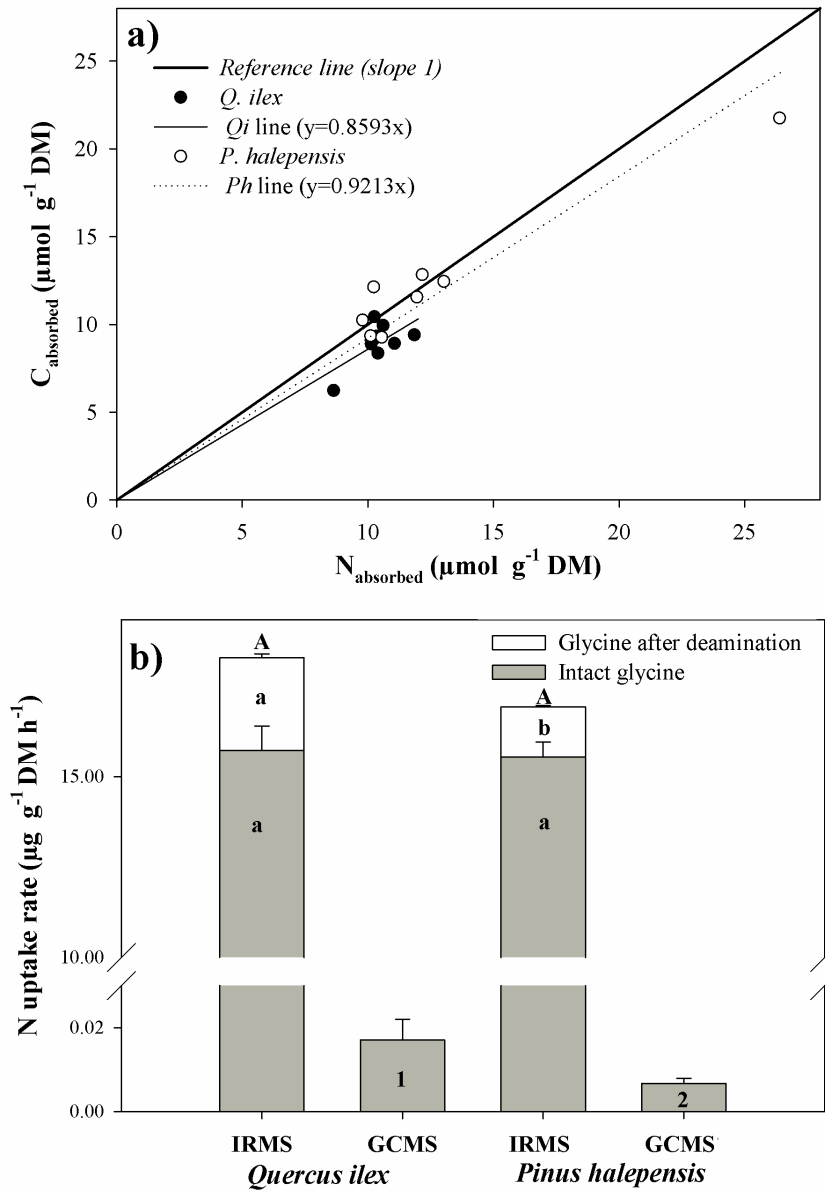 a)
Reference line (slope 1)
Q. ilex
Qi line (y=0.8593x)
P. halepensis
Ph line (y=0.9213x)
25
20
15
10
5
0
C absorbed (µmol g⁻¹ DM)
0 5 10 15 20 25
N absorbed (µmol g⁻¹ DM)
b)
Glycine after deamination
Intact glycine
A
a
a
A
b
a
1
2
15.00
10.00
0.02
0.00
N uptake rate (µg g⁻¹ DM h⁻¹)
IRMS GCMS IRMS GCMS
Quercus ilex Pinus halepensis